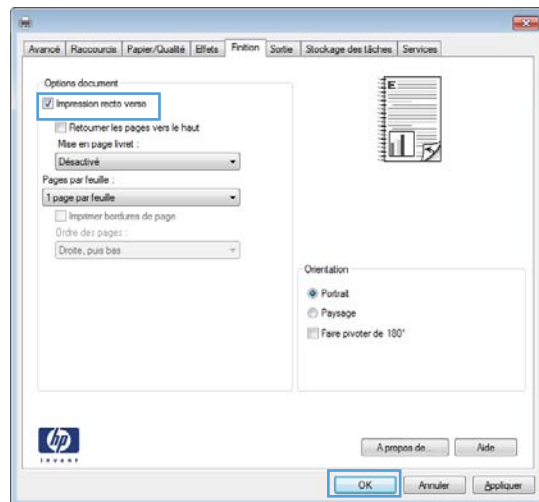 Avancé Raccourcis Papier/Qualité Effets Finition Sortie Stockage des tâches Services
Options document
Impression recto verso
Retourner les pages vers le haut
Mise en page livret :
Désactivé
Pages par feuille :
1 page par feuille
Imprimer bordures de page
Ordre des pages :
Droite, puis bas
E
Orientation
Portrait
Paysage
Faire pivoter de 180°
hp
invent
A propos de... Aide
OK Annuler Appliquer